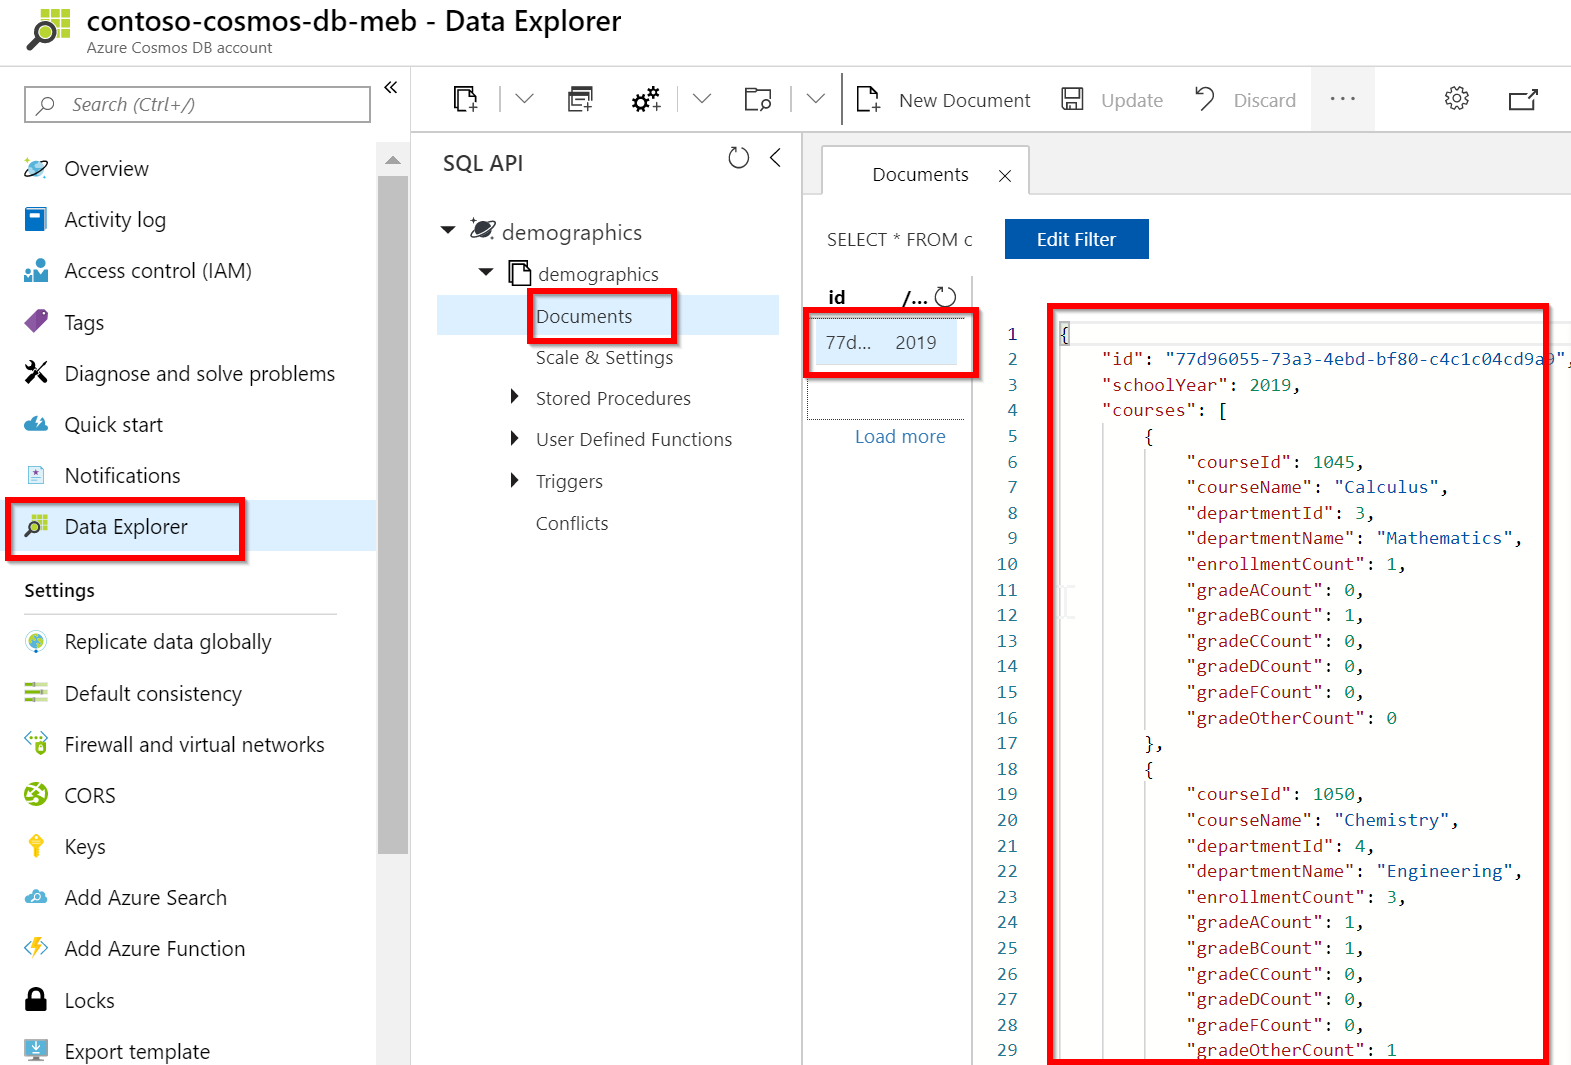 contoso-cosmos-db-meb - Data Explorer
Azure Cosmos DB account
Search (Ctrl+/)
«
Overview
Activity log
Access control (IAM)
Tags
Diagnose and solve problems
Quick start
Notifications
Data Explorer
Settings
Replicate data globally
Default consistency
Firewall and virtual networks
CORS
Keys
Add Azure Search
Add Azure Function
Locks
Export template
New Document
Update
Discard
...
SQL API
demographics
demographics
Documents
Scale & Settings
Stored Procedures
User Defined Functions
Triggers
Conflicts
Documents
SELECT * FROM c
Edit Filter
id /...
77d... 2019
Load more
1 {
2 "id": "77d96055-73a3-4ebd-bf80-c4c1c04cd9a9",
3 "schoolYear": 2019,
4 "courses": [
5 {
6 "courseId": 1045,
7 "courseName": "Calculus",
8 "departmentId": 3,
9 "departmentName": "Mathematics",
10 "enrollmentCount": 1,
11 "gradeACount": 0,
12 "gradeBCount": 1,
13 "gradeCCount": 0,
14 "gradeDCount": 0,
15 "gradeFCount": 0,
16 "gradeOtherCount": 0
17 },
18 {
19 "courseId": 1050,
20 "courseName": "Chemistry",
21 "departmentId": 4,
22 "departmentName": "Engineering",
23 "enrollmentCount": 3,
24 "gradeACount": 1,
25 "gradeBCount": 1,
26 "gradeCCount": 0,
27 "gradeDCount": 0,
28 "gradeFCount": 0,
29 "gradeOtherCount": 1